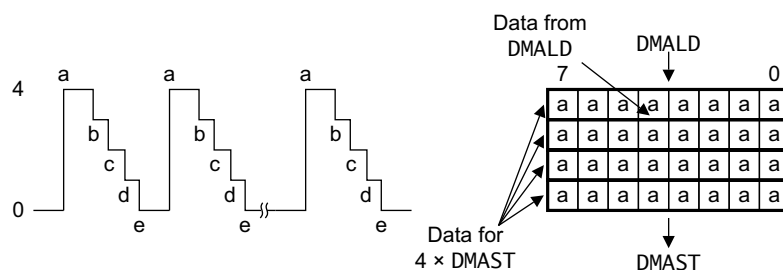 Data from
DMALD
DMALD
7 0
a a a
4
b b b
c c c
d d d
0
e e e
a a a a a a a a
a a a a a a a a
a a a a a a a a
a a a a a a a a
Data for
4 × DMAST
DMAST